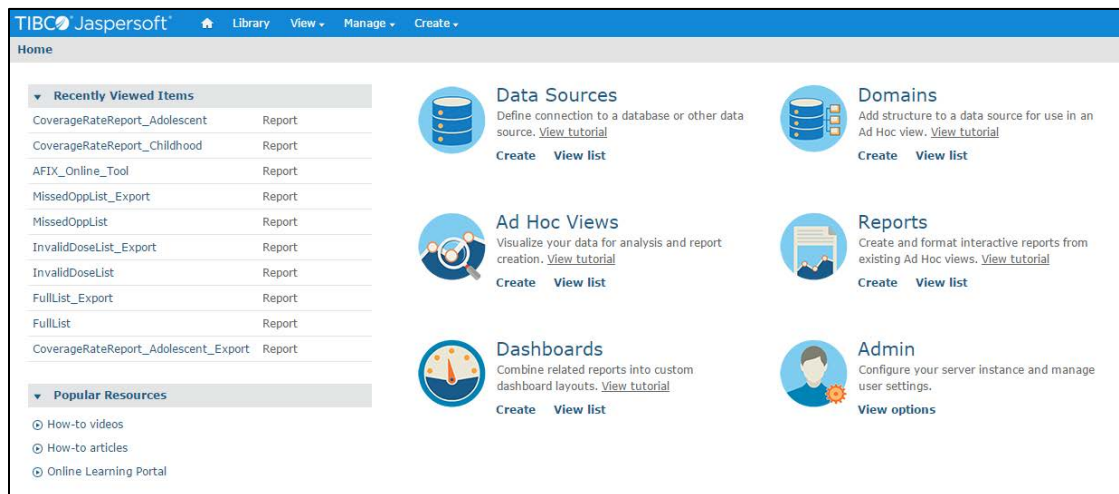 TIBCO Jaspersoft Library View Manage Create
Home
Recently Viewed Items
CoverageRateReport_Adolescent Report
CoverageRateReport_Childhood Report
AFIX_Online_Tool Report
MissedOppList_Export Report
MissedOppList Report
InvalidDoseList_Export Report
InvalidDoseList Report
FullList_Export Report
FullList Report
CoverageRateReport_Adolescent_Export Report
Popular Resources
How-to videos
How-to articles
Online Learning Portal
Data Sources
Define connection to a database or other data
source. View tutorial
Create View list
Domains
Add structure to a data source for use in an
Ad Hoc view. View tutorial
Create View list
Ad Hoc Views
Visualize your data for analysis and report
creation. View tutorial
Create View list
Reports
Create and format interactive reports from
existing Ad Hoc views. View tutorial
Create View list
Dashboards
Combine related reports into custom
dashboard layouts. View tutorial
Create View list
Admin
Configure your server instance and manage
user settings.
View options